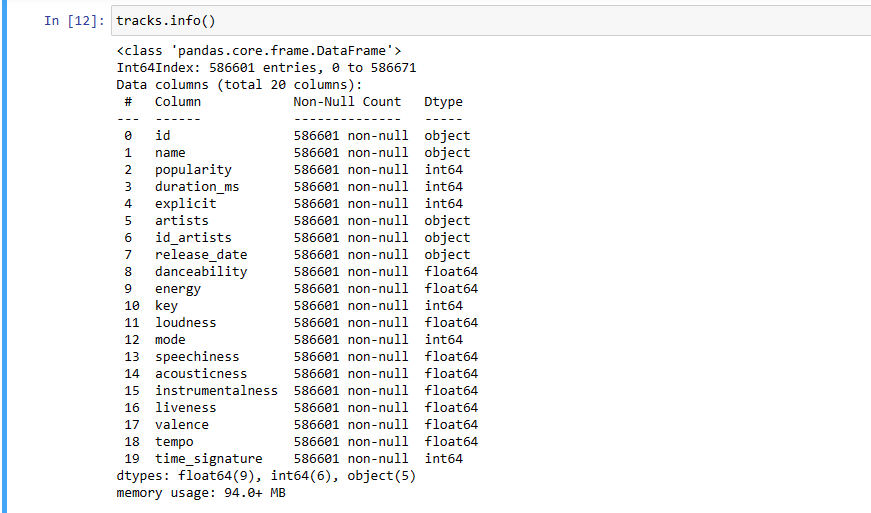 In [12]: tracks.info()
<class 'pandas.core.frame.DataFrame'>
Int64Index: 586601 entries, 0 to 586671
Data columns (total 20 columns):
 #   Column            Non-Null Count   Dtype
---  ------            --------------   -----
 0   id                586601 non-null  object
 1   name              586601 non-null  object
 2   popularity        586601 non-null  int64
 3   duration_ms       586601 non-null  int64
 4   explicit          586601 non-null  int64
 5   artists           586601 non-null  object
 6   id_artists        586601 non-null  object
 7   release_date      586601 non-null  object
 8   danceability      586601 non-null  float64
 9   energy            586601 non-null  float64
 10  key               586601 non-null  int64
 11  loudness          586601 non-null  float64
 12  mode              586601 non-null  int64
 13  speechiness       586601 non-null  float64
 14  acousticness      586601 non-null  float64
 15  instrumentalness  586601 non-null  float64
 16  liveness          586601 non-null  float64
 17  valence           586601 non-null  float64
 18  tempo             586601 non-null  float64
 19  time_signature    586601 non-null  int64
dtypes: float64(9), int64(6), object(5)
memory usage: 94.0+ MB